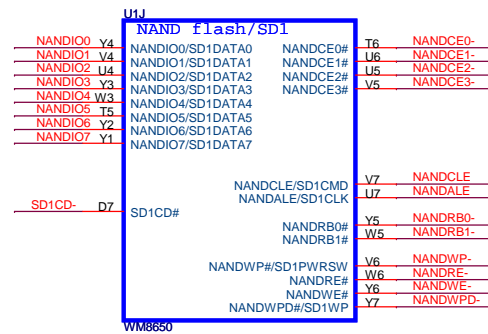 U1J
NAND flash/SD1
NANDIO0 Y4 NANDIO0/SD1DATA0 NANDCE0# T6 NANDCE0-
NANDIO1 V4 NANDIO1/SD1DATA1 NANDCE1# U6 NANDCE1-
NANDIO2 U4 NANDIO2/SD1DATA2 NANDCE2# U5 NANDCE2-
NANDIO3 Y3 NANDIO3/SD1DATA3 NANDCE3# V5 NANDCE3-
NANDIO4 W3 NANDIO4/SD1DATA4
NANDIO5 T5 NANDIO5/SD1DATA5
NANDIO6 Y2 NANDIO6/SD1DATA6
NANDIO7 Y1 NANDIO7/SD1DATA7
NANDCLE/SD1CMD V7 NANDCLE
NANDALE/SD1CLK U7 NANDALE
SD1CD- D7 SD1CD#
NANDRB0# Y5 NANDRB0-
NANDRB1# W5 NANDRB1-
NANDWP#/SD1PWRSW V6 NANDWP-
NANDRE# W6 NANDRE-
NANDWE# Y6 NANDWE-
NANDWPD#/SD1WP Y7 NANDWPD-
WM8650